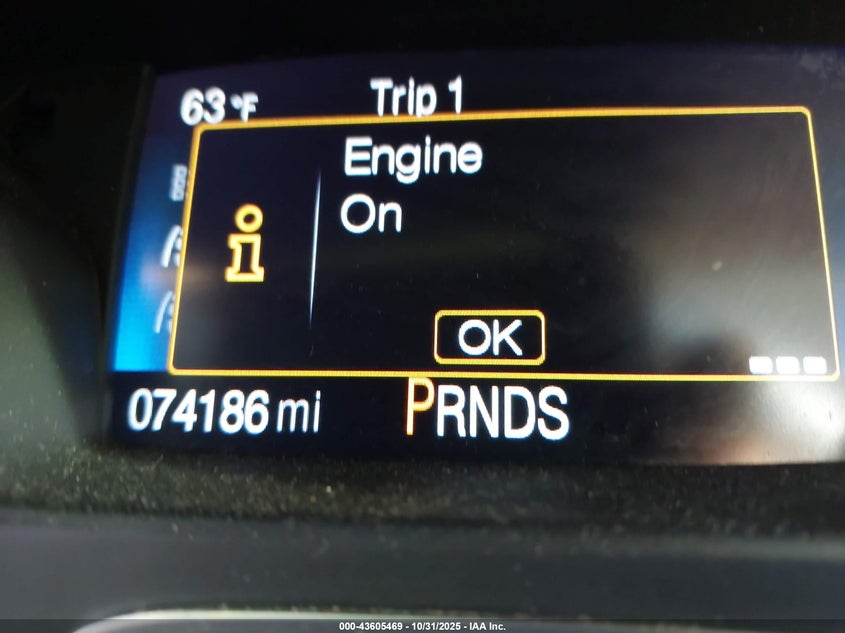 63 °F
Trip 1
Engine
On
i
OK
074186 mi
PRNDS
000-43605469 - 10/31/2025 - IAA Inc.